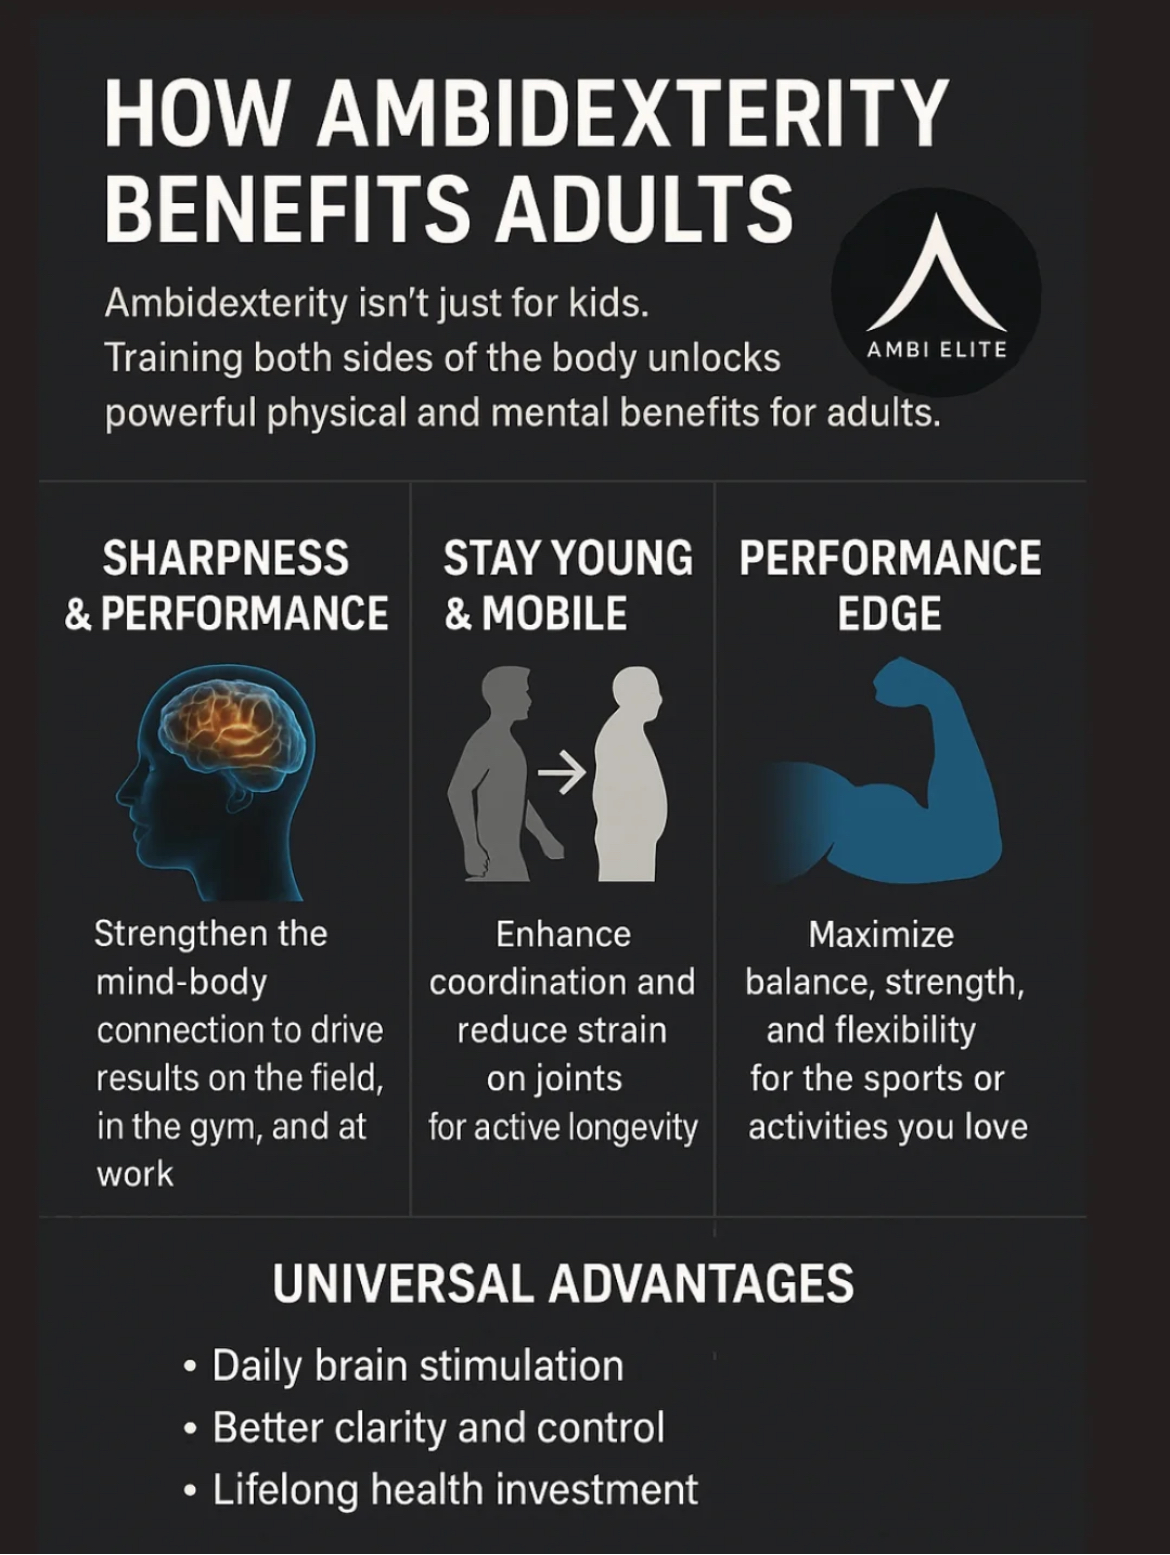 HOW AMBIDEXTERITY
BENEFITS ADULTS
Ambidexterity isn't just for kids.
Training both sides of the body unlocks
powerful physical and mental benefits for adults.
AMBI ELITE
SHARPNESS
& PERFORMANCE
Strengthen the
mind-body
connection to drive
results on the field,
in the gym, and at
work
STAY YOUNG
& MOBILE
Enhance
coordination and
reduce strain
on joints
for active longevity
PERFORMANCE
EDGE
Maximize
balance, strength,
and flexibility
for the sports or
activities you love
UNIVERSAL ADVANTAGES
• Daily brain stimulation
• Better clarity and control
• Lifelong health investment